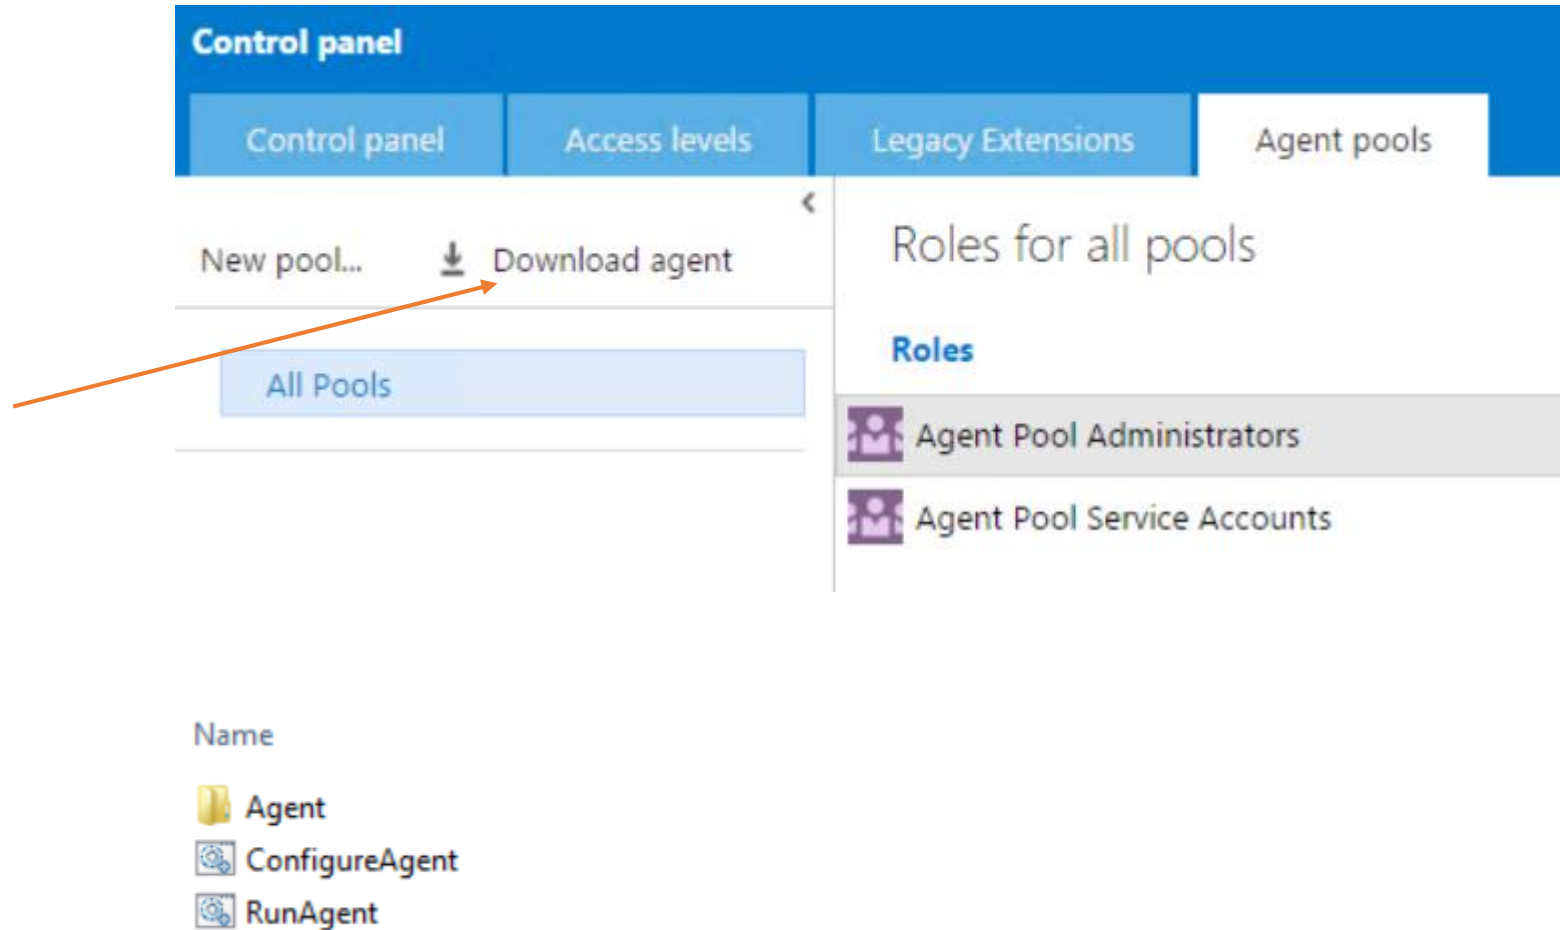 Control panel
Control panel Access levels Legacy Extensions Agent pools
New pool... Download agent
All Pools
Roles for all pools
Roles
Agent Pool Administrators
Agent Pool Service Accounts
Name
Agent
ConfigureAgent
RunAgent